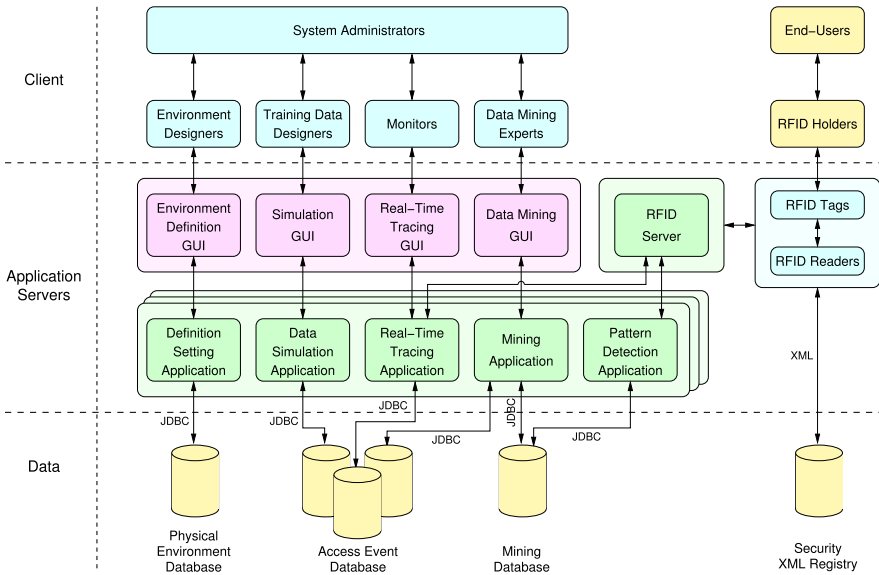 System Administrators
End−Users
Client
Environment
Designers
Training Data
Designers
Monitors
Data Mining
Experts
RFID Holders
Environment
Definition
GUI
Simulation
GUI
Real−Time
Tracing
GUI
Data Mining
GUI
RFID
Server
RFID Tags
RFID Readers
Application
Servers
Definition
Setting
Application
Data
Simulation
Application
Real−Time
Tracing
Application
Mining
Application
Pattern
Detection
Application
XML
JDBC
JDBC
JDBC
JDBC
JDBC
JDBC
Data
Physical
Environment
Database
Access Event
Database
Mining
Database
Security
XML Registry